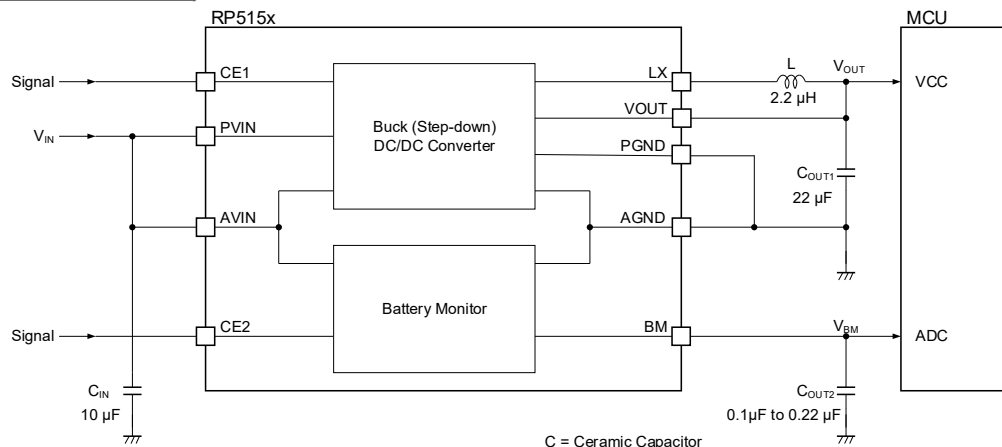 RP515x
MCU
Signal
CE1
LX
L
2.2 µH
VOUT
VCC
VIN
PVIN
Buck (Step-down)
DC/DC Converter
VOUT
PGND
COUT1
22 µF
AVIN
AGND
Battery Monitor
Signal
CE2
BM
VBM
ADC
CIN
10 µF
COUT2
0.1µF to 0.22 µF
C = Ceramic Capacitor